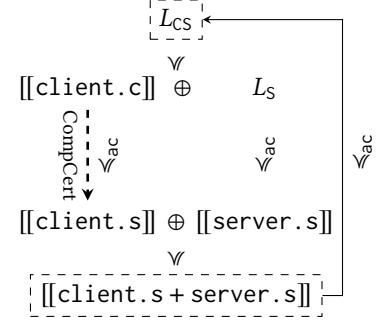 L_CS
⩔
[[client.c]] ⊕ L_S
CompCert
⩔ac ⩔ac ⩔ac
[[client.s]] ⊕ [[server.s]]
⩔
[[client.s + server.s]]